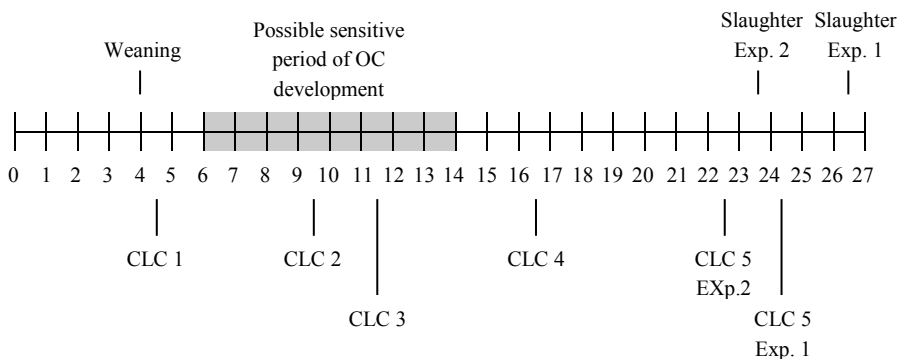 Weaning
Possible sensitive
period of OC
development
Slaughter
Exp. 2
Slaughter
Exp. 1
0 1 2 3 4 5 6 7 8 9 10 11 12 13 14 15 16 17 18 19 20 21 22 23 24 25 26 27
CLC 1
CLC 2
CLC 3
CLC 4
CLC 5
EXp.2
CLC 5
Exp. 1